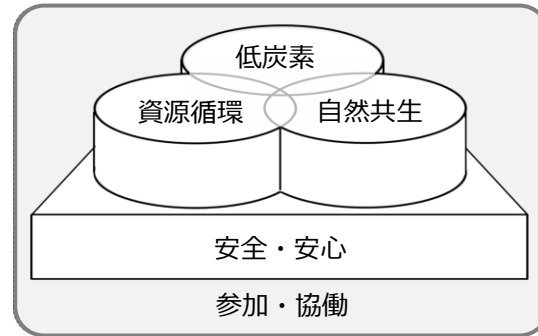 低炭素
資源循環
自然共生
安全・安心
参加・協働